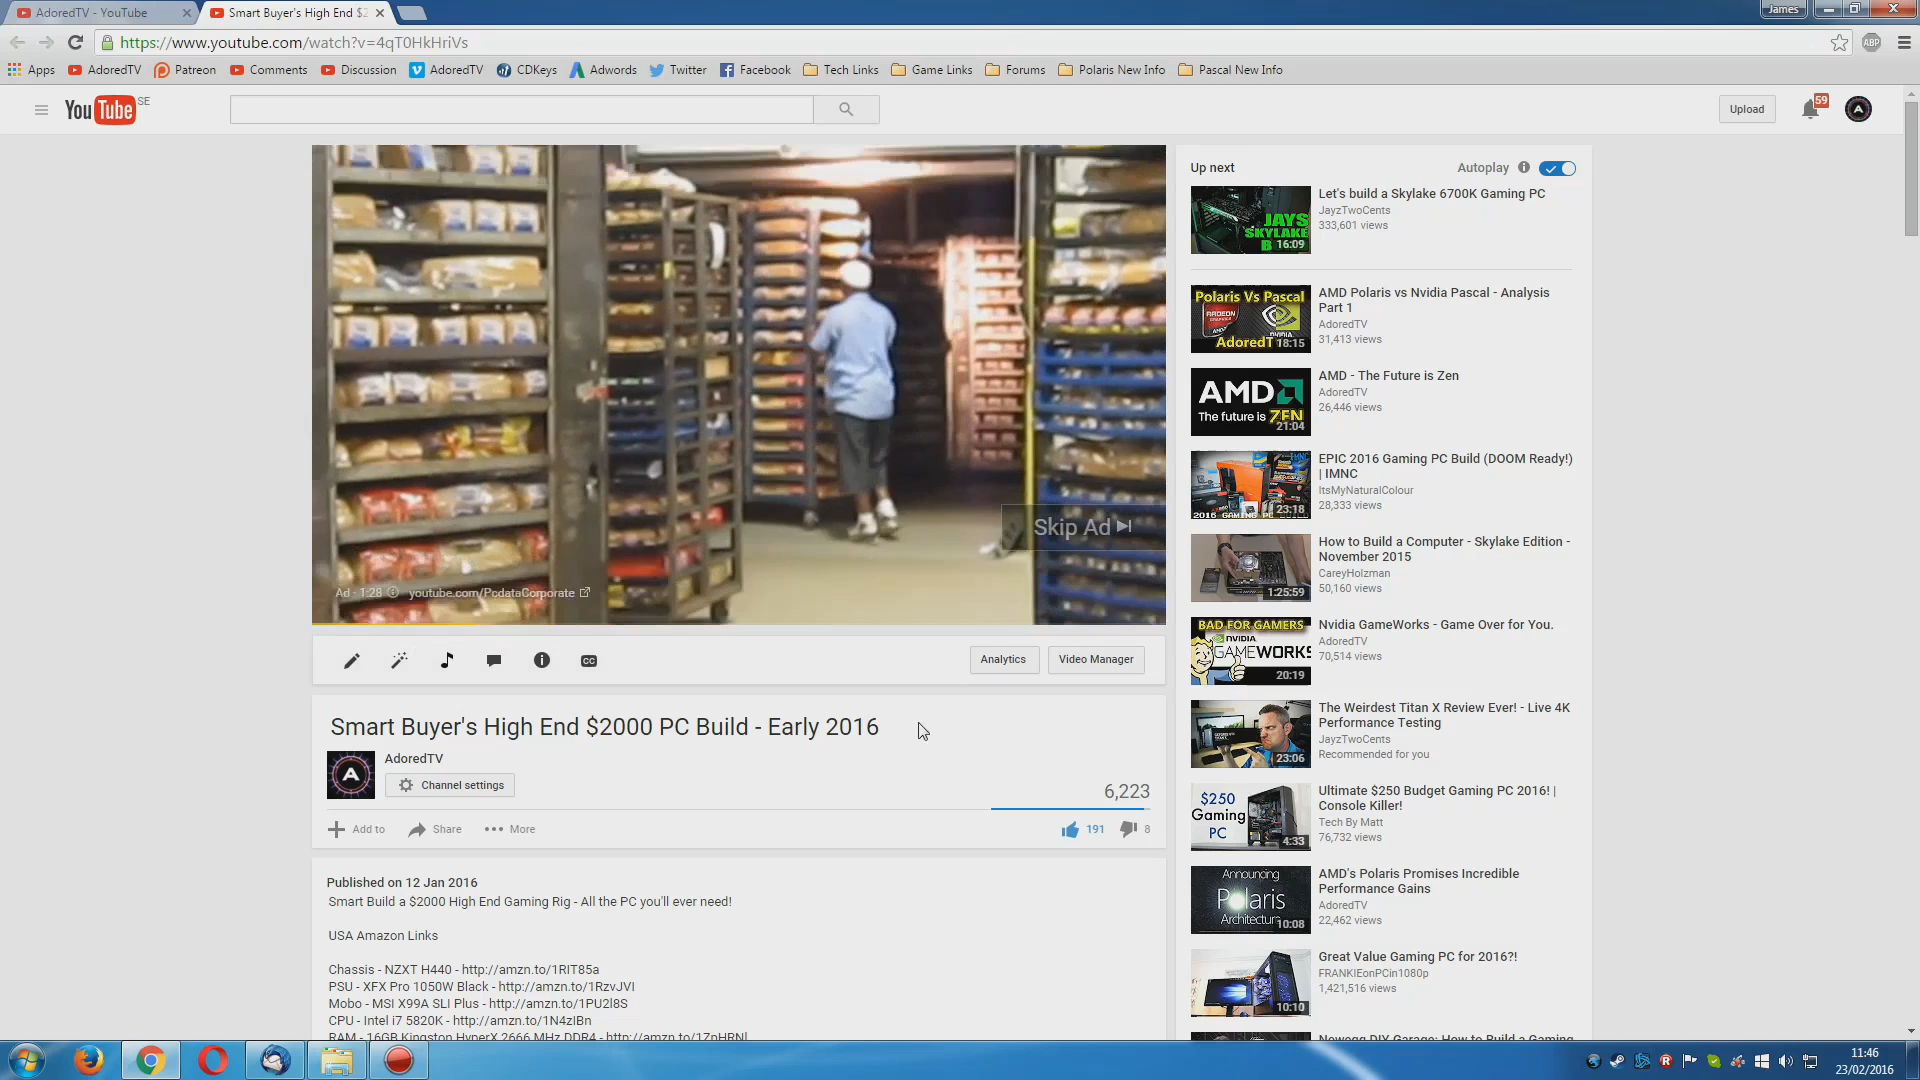 AdoredTV - YouTube
Smart Buyer's High End $2
James
https://www.youtube.com/watch?v=4qT0HkHriVs
ABP
Apps AdoredTV Patreon Comments Discussion AdoredTV CDKeys Adwords Twitter Facebook Tech Links Game Links Forums Polaris New Info Pascal New Info
YouTube SE
Upload
59
A
Skip Ad
Ad · 1:28 youtube.com/PcdataCorporate
CC
Analytics
Video Manager
Smart Buyer's High End $2000 PC Build - Early 2016
A
AdoredTV
Channel settings
6,223
Add to Share More
191 8
Published on 12 Jan 2016
Smart Build a $2000 High End Gaming Rig - All the PC you'll ever need!
USA Amazon Links
Chassis - NZXT H440 - http://amzn.to/1RIT85a
PSU - XFX Pro 1050W Black - http://amzn.to/1RzvJVI
Mobo - MSI X99A SLI Plus - http://amzn.to/1PU2l8S
CPU - Intel i7 5820K - http://amzn.to/1N4zIBn
RAM - 16GB Kingston HyperX 2666 MHz DDR4 - http://amzn.to/1ZpHRNl
Up next
Autoplay
JAYS
SKYLAKE
B
16:09
Let's build a Skylake 6700K Gaming PC
JayzTwoCents
333,601 views
Polaris Vs Pascal
RADEON
GRAPHICS
AMD
NVIDIA
AdoredT
18:15
AMD Polaris vs Nvidia Pascal - Analysis
Part 1
AdoredTV
31,413 views
AMD
The future is ZEN
21:04
AMD - The Future is Zen
AdoredTV
26,446 views
2016 GAMING PC BUILD
23:18
EPIC 2016 Gaming PC Build (DOOM Ready!)
| IMNC
ItsMyNaturalColour
28,333 views
1:25:59
How to Build a Computer - Skylake Edition -
November 2015
CareyHolzman
50,160 views
BAD FOR GAMERS
NVIDIA
GAMEWORKS
20:19
Nvidia GameWorks - Game Over for You.
AdoredTV
70,514 views
23:06
The Weirdest Titan X Review Ever! - Live 4K
Performance Testing
JayzTwoCents
Recommended for you
$250
Gaming
PC
4:33
Ultimate $250 Budget Gaming PC 2016! |
Console Killer!
Tech By Matt
76,732 views
Announcing
Polaris
Architecture
10:08
AMD's Polaris Promises Incredible
Performance Gains
AdoredTV
22,462 views
10:10
Great Value Gaming PC for 2016?!
FRANKIEonPCin1080p
1,421,516 views
Newegg DIY Garage: How to Build a Gaming
11:46
23/02/2016